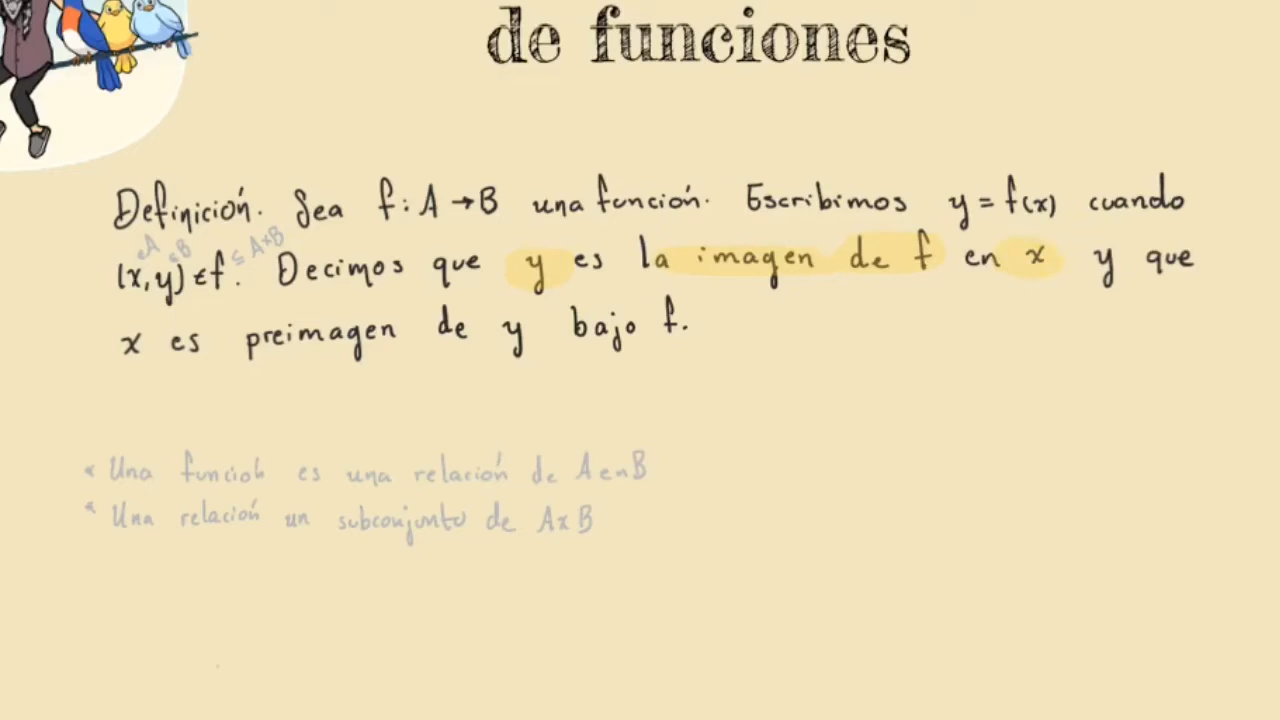 de funciones
Definición. Sea f: A → B una función. Escribimos y = f(x) cuando
∈A ∈B ⊆ A×B
(x, y) ∈ f. Decimos que y es la imagen de f en x y que
x es preimagen de y bajo f.
* Una función es una relación de A en B
* Una relación un subconjunto de A×B